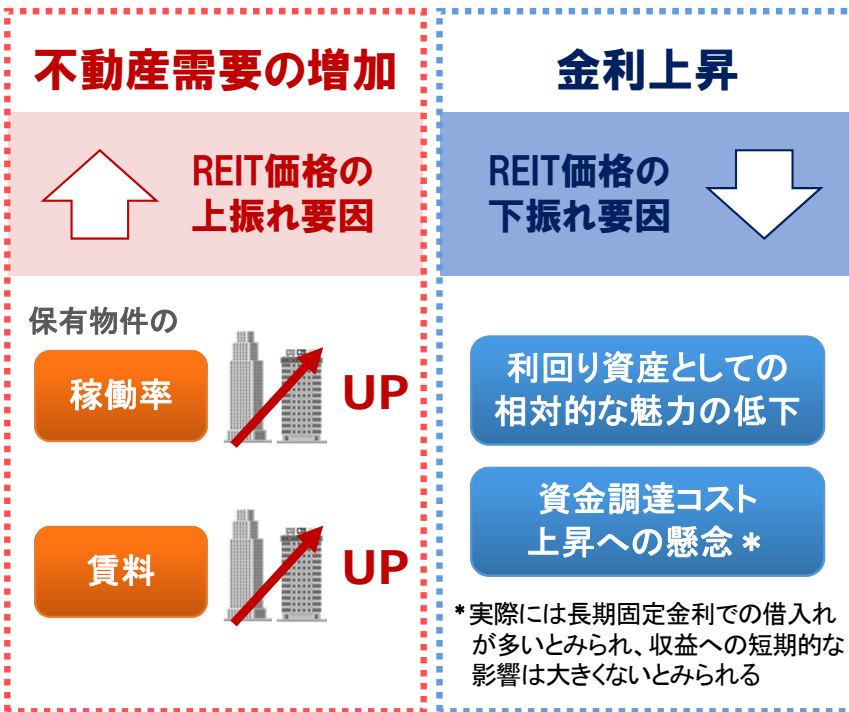 不動産需要の増加
REIT価格の
上振れ要因
保有物件の
稼働率
UP
賃料
UP
金利上昇
REIT価格の
下振れ要因
利回り資産としての
相対的な魅力の低下
資金調達コスト
上昇への懸念＊
＊実際には長期固定金利での借入れ
が多いとみられ、収益への短期的な
影響は大きくないとみられる